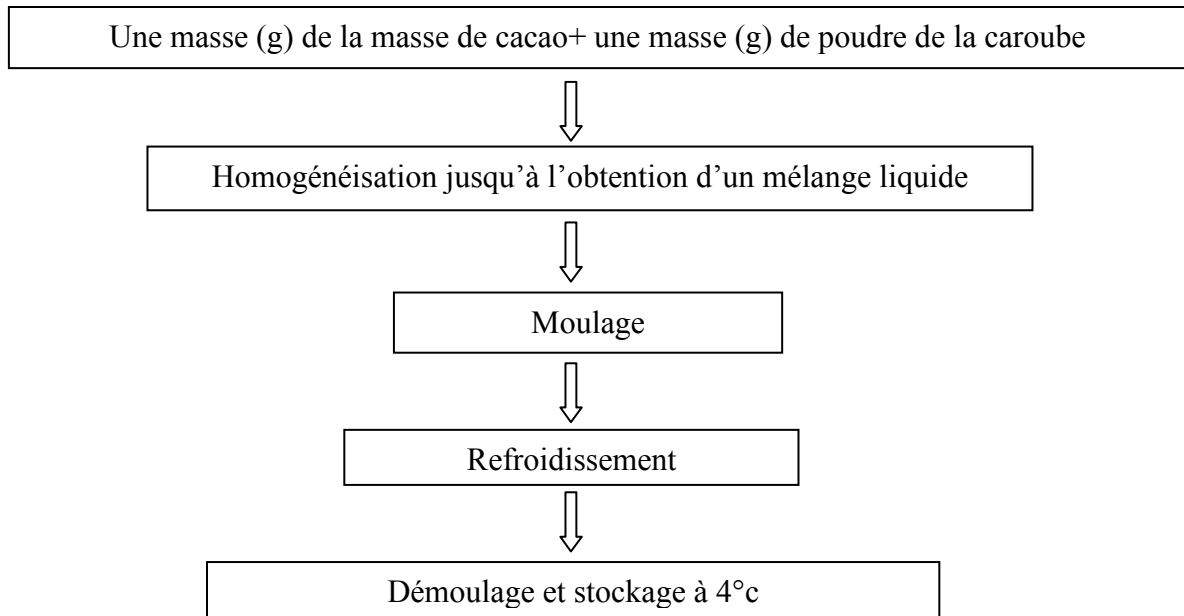 Une masse (g) de la masse de cacao+ une masse (g) de poudre de la caroube
Homogénéisation jusqu’à l’obtention d’un mélange liquide
Moulage
Refroidissement
Démoulage et stockage à 4°c